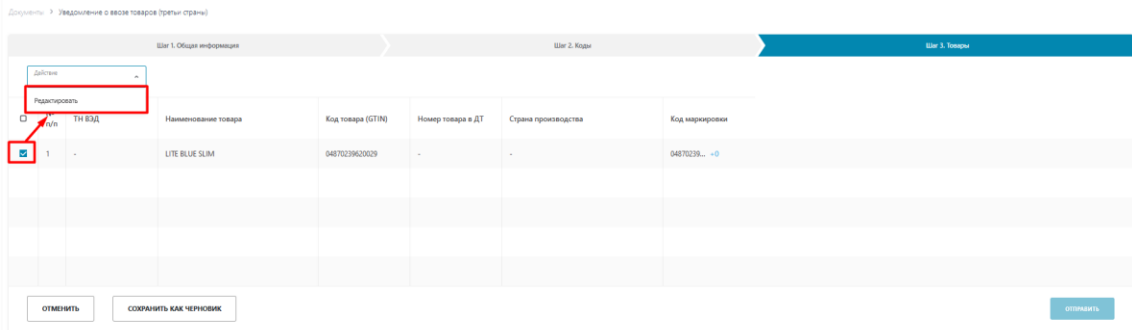 Документы > Уведомление о ввозе товаров (третьи страны)
Шаг 1. Общая информация
Шаг 2. Коды
Шаг 3. Товары
Действие
Редактировать
п/п
ТН ВЭД
Наименование товара
Код товара (GTIN)
Номер товара в ДТ
Страна производства
Код маркировки
1
-
LITE BLUE SLIM
04870239620029
-
-
04870239... +0
ОТМЕНИТЬ
СОХРАНИТЬ КАК ЧЕРНОВИК
ОТПРАВИТЬ